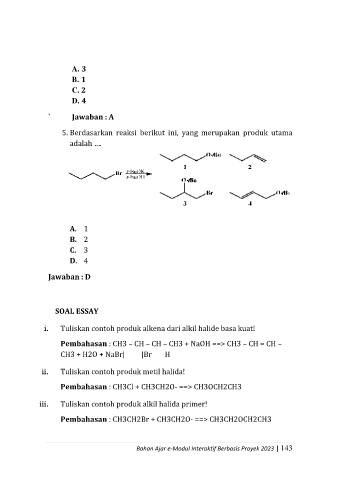 A. 3
B. 1
C. 2
D. 4
Jawaban : A
5. Berdasarkan reaksi berikut ini, yang merupakan produk utama
adalah ….
1
2
Br
Br
3
4
A. 1
B. 2
C. 3
D. 4
Jawaban : D
SOAL ESSAY
i. Tuliskan contoh produk alkena dari alkil halide basa kuat!
Pembahasan : CH3 – CH – CH – CH3 + NaOH ==> CH3 – CH = CH –
CH3 + H2O + NaBr| |Br H
ii. Tuliskan contoh produk metil halida!
Pembahasan : CH3Cl + CH3CH2O- ==> CH3OCH2CH3
iii. Tuliskan contoh produk alkil halida primer!
Pembahasan : CH3CH2Br + CH3CH2O- ==> CH3CH2OCH2CH3
Bahan Ajar e-Modul Interaktif Berbasis Proyek 2023 | 143